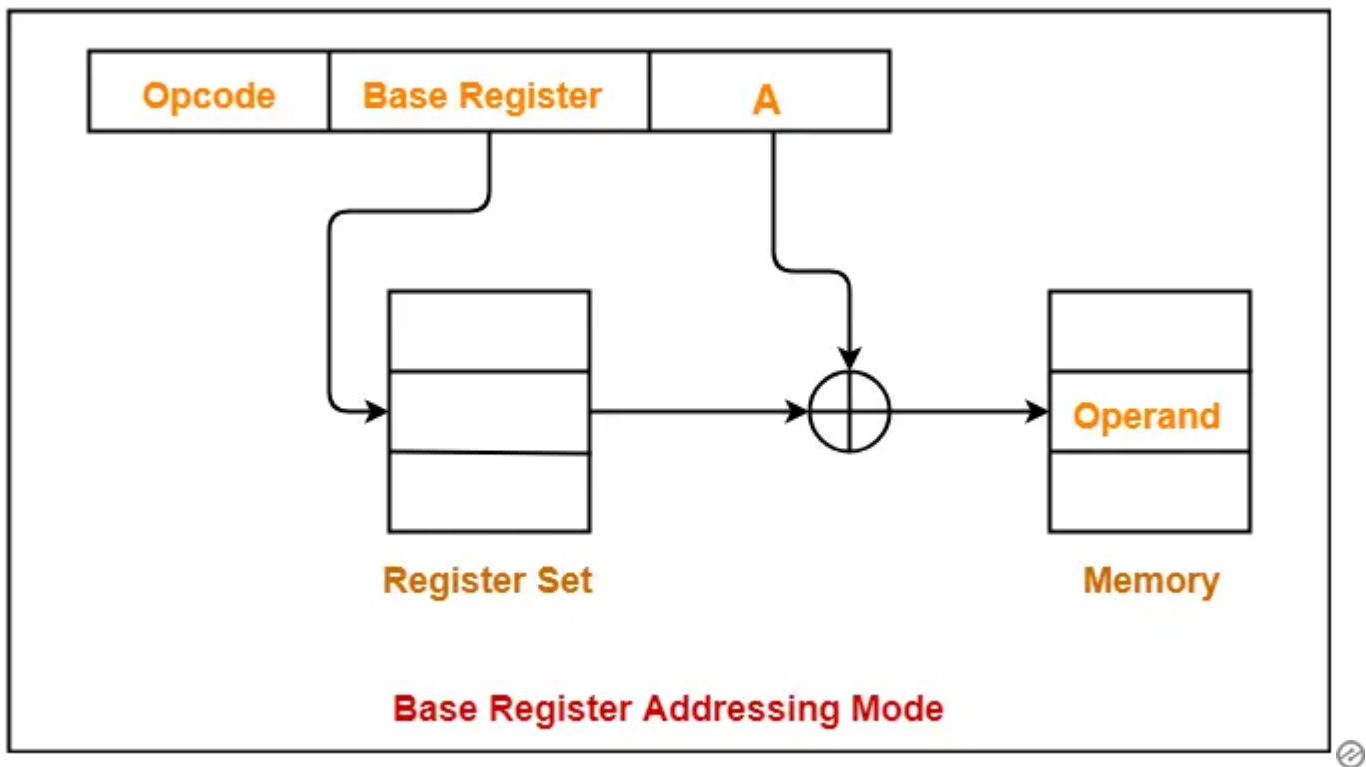 Opcode
Base Register
A
Operand
Register Set
Memory
Base Register Addressing Mode